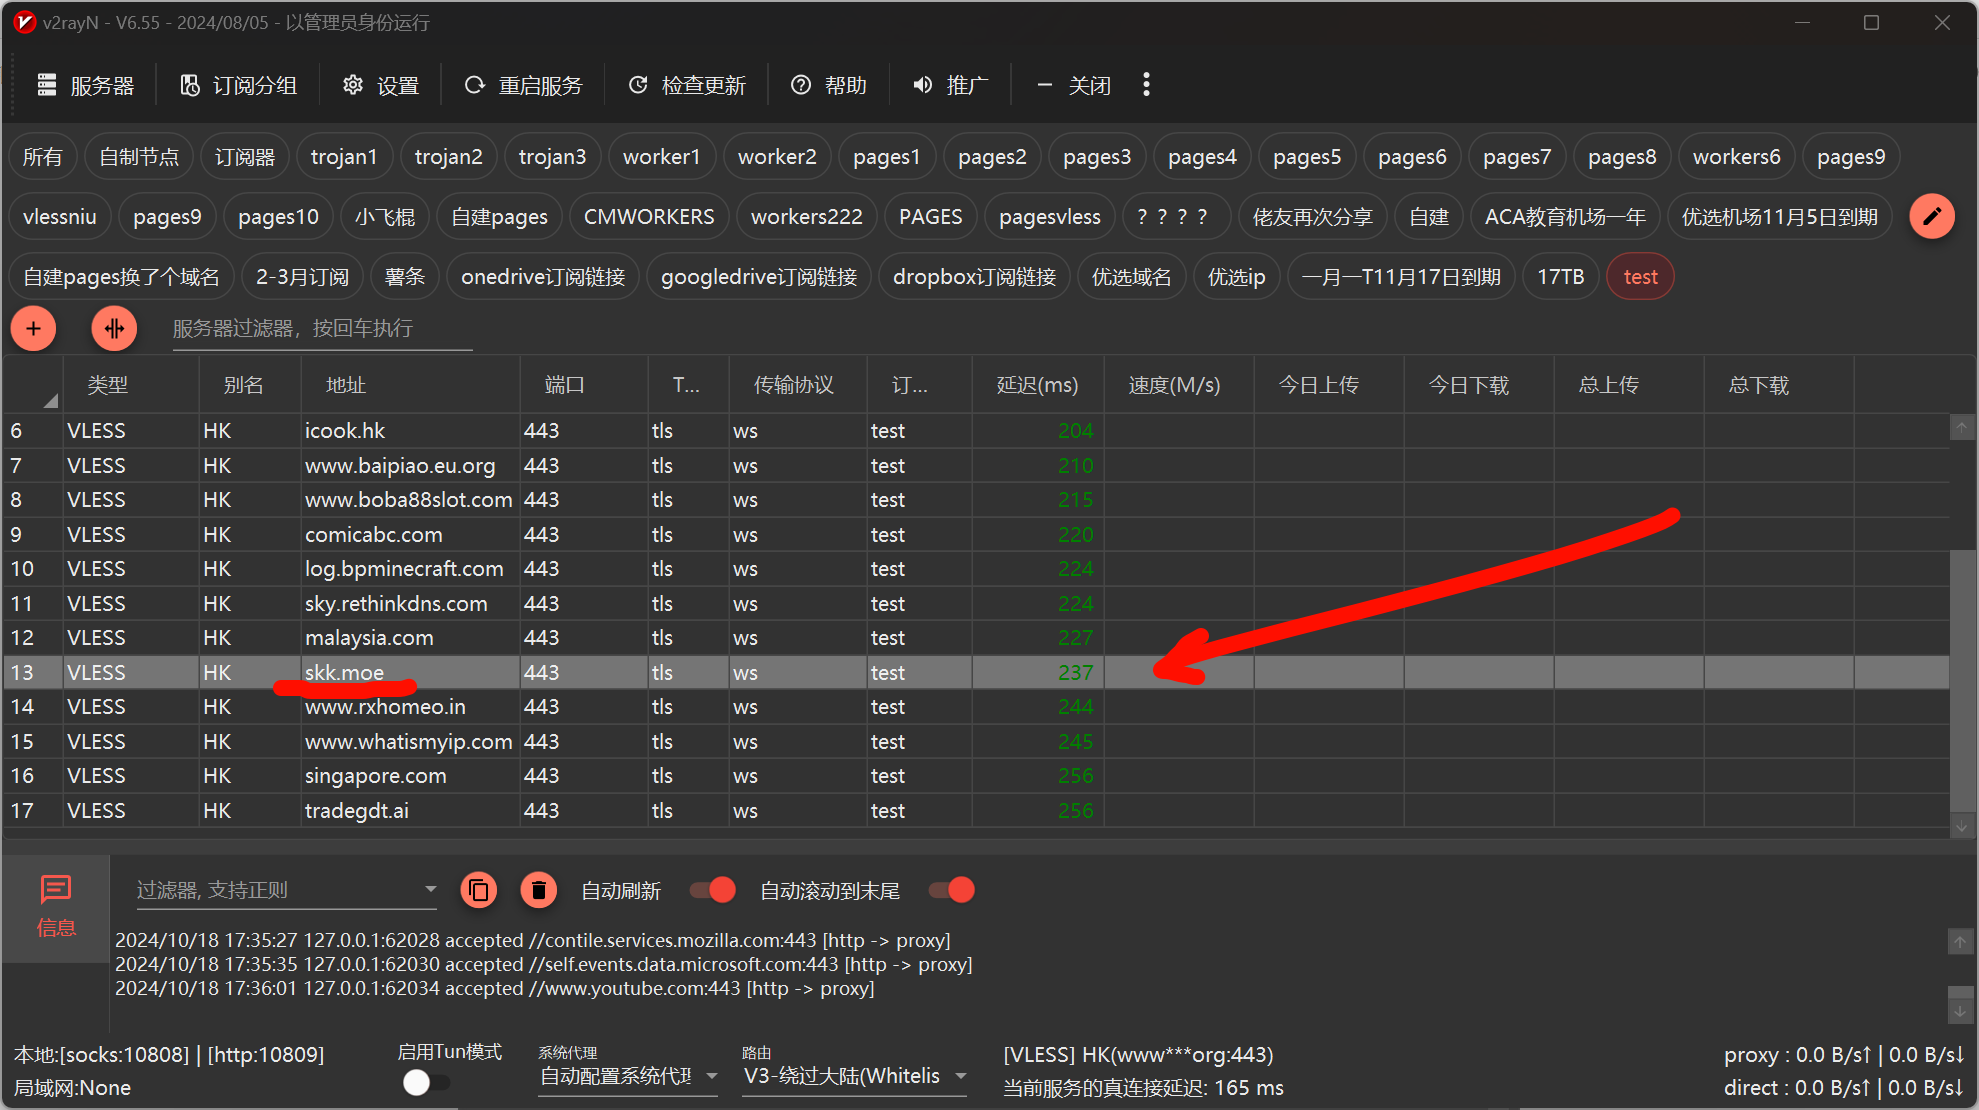 v2rayN - V6.55 - 2024/08/05 - 以管理员身份运行
服务器 订阅分组 设置 重启服务 检查更新 帮助 推广 关闭
所有 自制节点 订阅器 trojan1 trojan2 trojan3 worker1 worker2 pages1 pages2 pages3 pages4 pages5 pages6 pages7 pages8 workers6 pages9
vlessniu pages9 pages10 小飞棍 自建pages CMWORKERS workers222 PAGES pagesvless ？？？？ 佬友再次分享 自建 ACA教育机场一年 优选机场11月5日到期
自建pages换了个域名 2-3月订阅 薯条 onedrive订阅链接 googledrive订阅链接 dropbox订阅链接 优选域名 优选ip 一月一T11月17日到期 17TB test
服务器过滤器，按回车执行
类型 别名 地址 端口 T... 传输协议 订... 延迟(ms) 速度(M/s) 今日上传 今日下载 总上传 总下载
6 VLESS HK icook.hk 443 tls ws test 204
7 VLESS HK www.baipiao.eu.org 443 tls ws test 210
8 VLESS HK www.boba88slot.com 443 tls ws test 215
9 VLESS HK comicabc.com 443 tls ws test 220
10 VLESS HK log.bpminecraft.com 443 tls ws test 224
11 VLESS HK sky.rethinkdns.com 443 tls ws test 224
12 VLESS HK malaysia.com 443 tls ws test 227
13 VLESS HK skk.moe 443 tls ws test 237
14 VLESS HK www.rxhomeo.in 443 tls ws test 244
15 VLESS HK www.whatismyip.com 443 tls ws test 245
16 VLESS HK singapore.com 443 tls ws test 256
17 VLESS HK tradegdt.ai 443 tls ws test 256
信息
过滤器, 支持正则 自动刷新 自动滚动到末尾
2024/10/18 17:35:27 127.0.0.1:62028 accepted //contile.services.mozilla.com:443 [http -> proxy]
2024/10/18 17:35:35 127.0.0.1:62030 accepted //self.events.data.microsoft.com:443 [http -> proxy]
2024/10/18 17:36:01 127.0.0.1:62034 accepted //www.youtube.com:443 [http -> proxy]
本地:[socks:10808] | [http:10809]
局域网:None
启用Tun模式
系统代理
自动配置系统代理
路由
V3-绕过大陆(Whitelis
[VLESS] HK(www***org:443)
当前服务的真连接延迟: 165 ms
proxy : 0.0 B/s↑ | 0.0 B/s↓
direct : 0.0 B/s↑ | 0.0 B/s↓